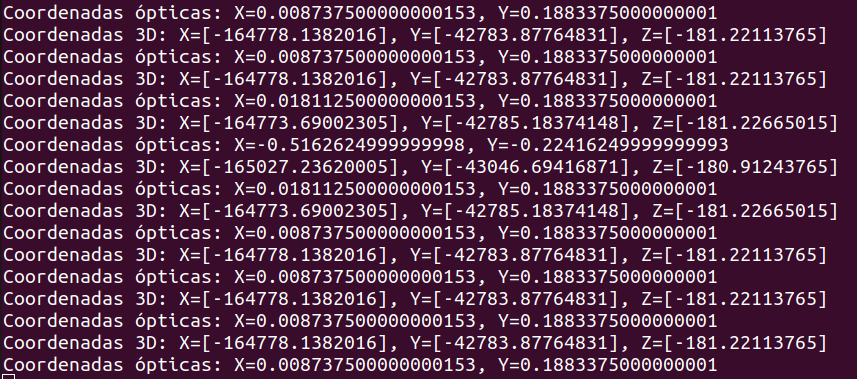 Coordenadas ópticas: X=0.008737500000000153, Y=0.1883375000000001
Coordenadas 3D: X=[-164778.1382016], Y=[-42783.87764831], Z=[-181.22113765]
Coordenadas ópticas: X=0.008737500000000153, Y=0.1883375000000001
Coordenadas 3D: X=[-164778.1382016], Y=[-42783.87764831], Z=[-181.22113765]
Coordenadas ópticas: X=0.018112500000000153, Y=0.1883375000000001
Coordenadas 3D: X=[-164773.69002305], Y=[-42785.18374148], Z=[-181.22665015]
Coordenadas ópticas: X=-0.5162624999999998, Y=-0.22416249999999993
Coordenadas 3D: X=[-165027.23620005], Y=[-43046.69416871], Z=[-180.91243765]
Coordenadas ópticas: X=0.018112500000000153, Y=0.1883375000000001
Coordenadas 3D: X=[-164773.69002305], Y=[-42785.18374148], Z=[-181.22665015]
Coordenadas ópticas: X=0.008737500000000153, Y=0.1883375000000001
Coordenadas 3D: X=[-164778.1382016], Y=[-42783.87764831], Z=[-181.22113765]
Coordenadas ópticas: X=0.008737500000000153, Y=0.1883375000000001
Coordenadas 3D: X=[-164778.1382016], Y=[-42783.87764831], Z=[-181.22113765]
Coordenadas ópticas: X=0.008737500000000153, Y=0.1883375000000001
Coordenadas 3D: X=[-164778.1382016], Y=[-42783.87764831], Z=[-181.22113765]
Coordenadas ópticas: X=0.008737500000000153, Y=0.1883375000000001